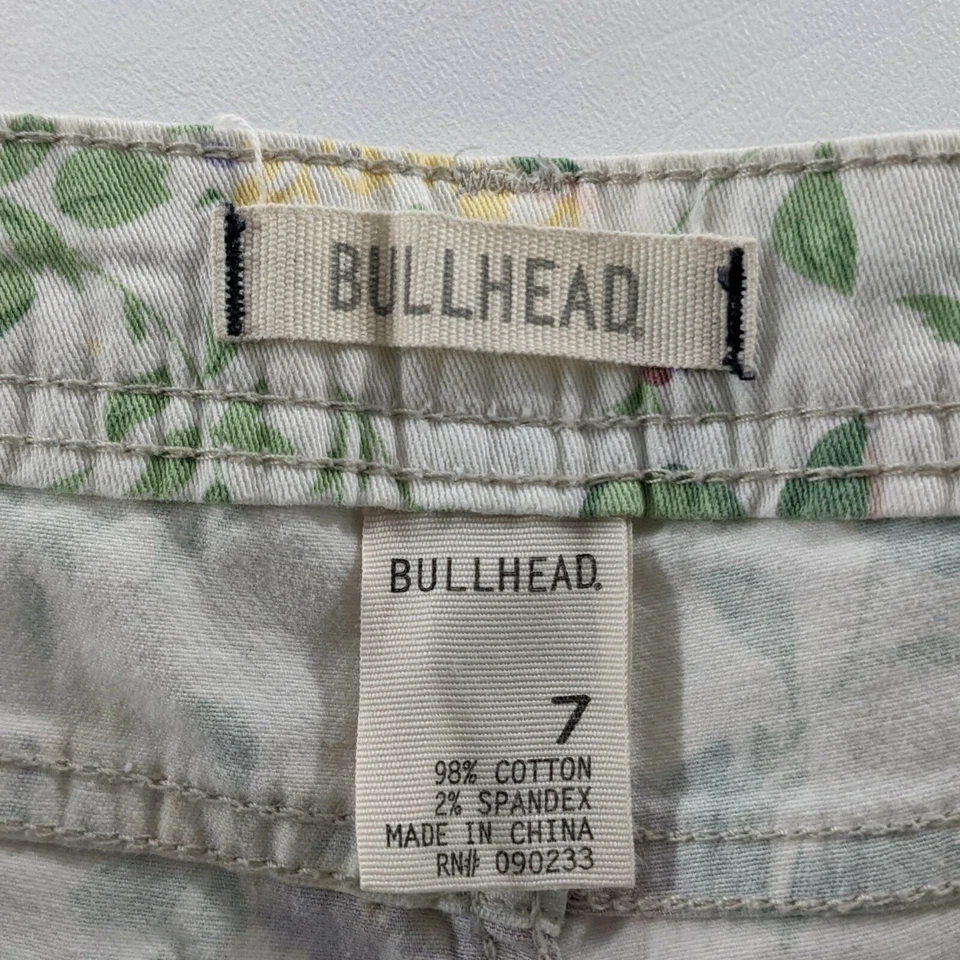 BULLHEAD.
BULLHEAD.
7
98% COTTON
2% SPANDEX
MADE IN CHINA
RN# 090233